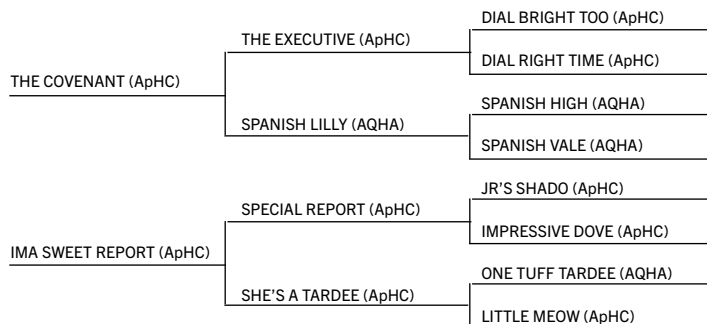 DIAL BRIGHT TOO (ApHC)
THE EXECUTIVE (ApHC)
DIAL RIGHT TIME (ApHC)
THE COVENANT (ApHC)
SPANISH HIGH (AQHA)
SPANISH LILLY (AQHA)
SPANISH VALE (AQHA)
JR'S SHADO (ApHC)
SPECIAL REPORT (ApHC)
IMPRESSIVE DOVE (ApHC)
IMA SWEET REPORT (ApHC)
ONE TUFF TARDEE (AQHA)
SHE'S A TARDEE (ApHC)
LITTLE MEOW (ApHC)